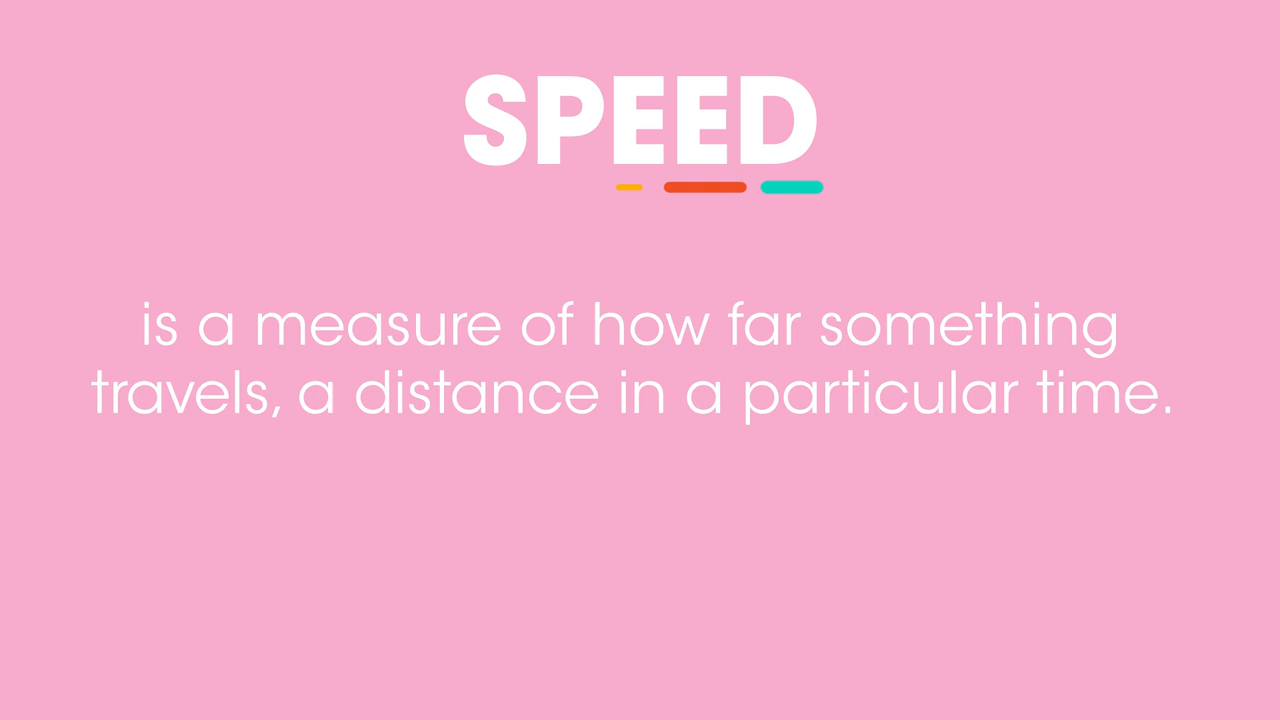 SPEED
is a measure of how far something
travels, a distance in a particular time.